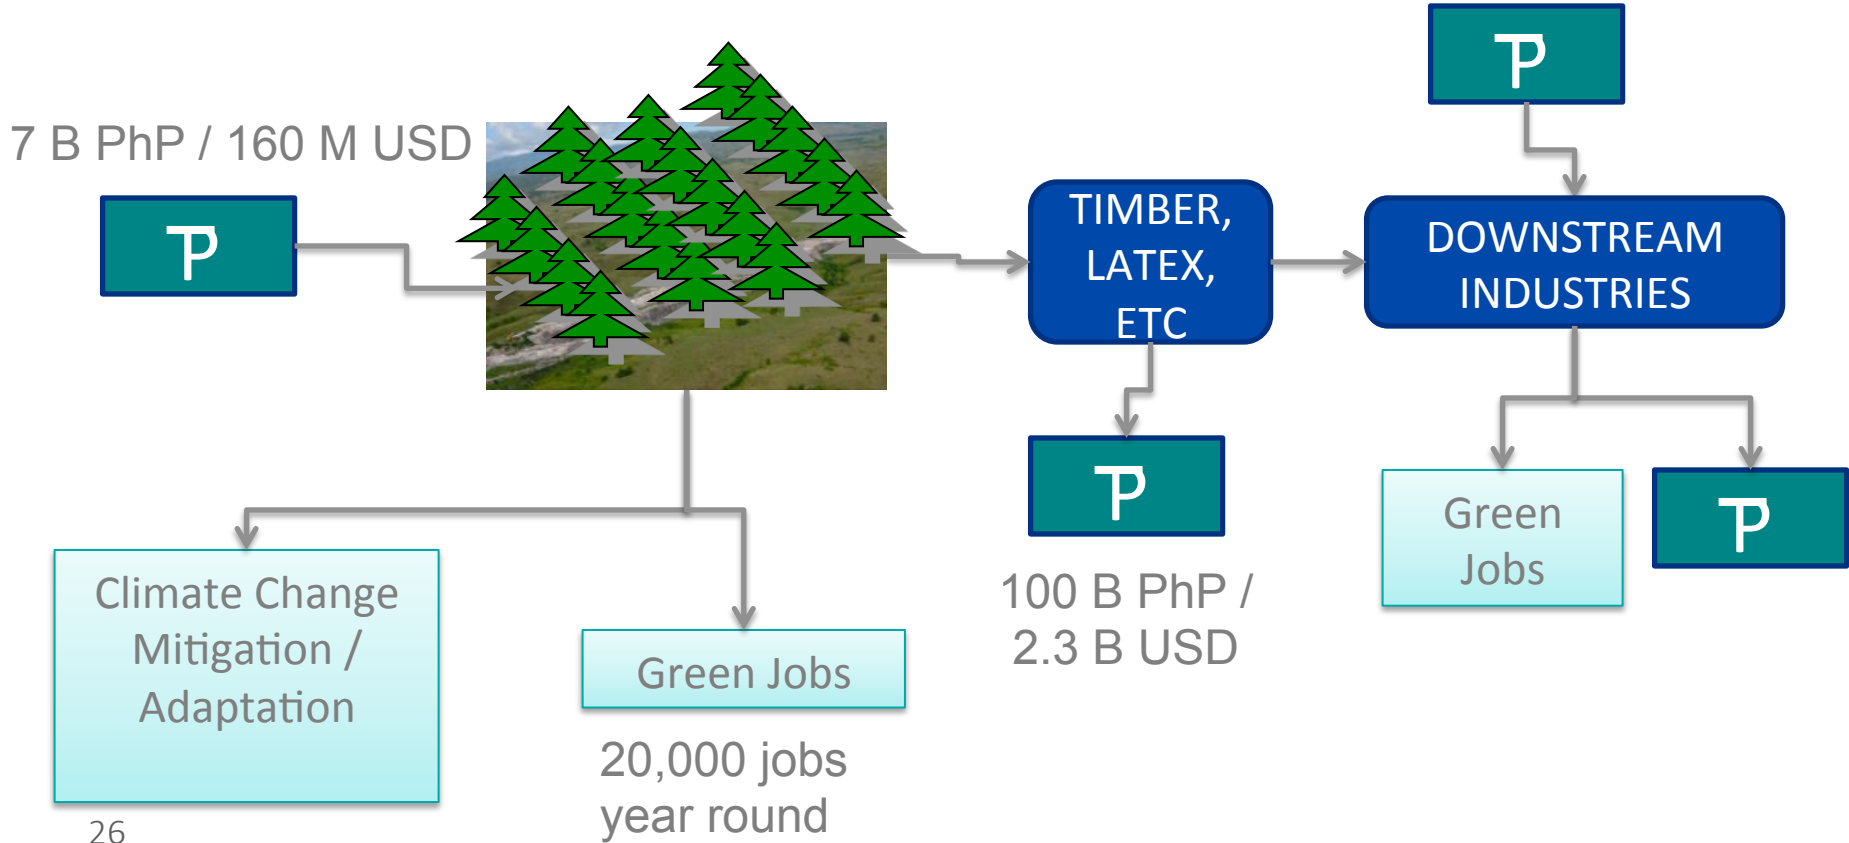 7 B PhP / 160 M USD
TIMBER,
LATEX,
ETC
DOWNSTREAM
INDUSTRIES
100 B PhP /
2.3 B USD
Green
Jobs
Climate Change
Mitigation /
Adaptation
Green Jobs
20,000 jobs
year round
26